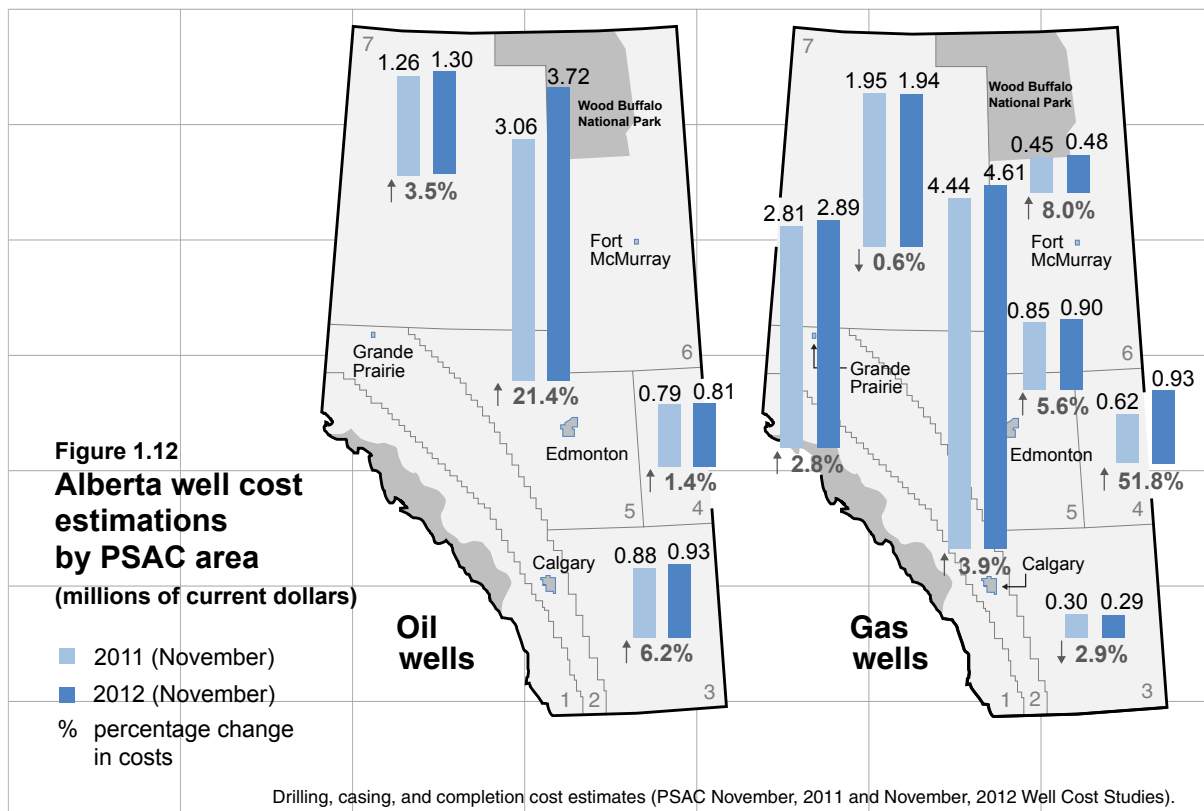 Figure 1.12
Alberta well cost
estimations
by PSAC area
(millions of current dollars)
2011 (November)
2012 (November)
% percentage change
in costs
Oil
wells
7
1.26 1.30
↑ 3.5%
3.06 3.72
↑ 21.4%
Wood Buffalo
National Park
Fort
McMurray
Grande
Prairie
6
0.79 0.81
↑ 1.4%
Edmonton
5 4
Calgary
0.88 0.93
↑ 6.2%
1 2 3
Gas
wells
7
1.95 1.94
↓ 0.6%
Wood Buffalo
National Park
0.45 0.48
↑ 8.0%
4.44 4.61
↑ 3.9%
2.81 2.89
↑ 2.8%
Fort
McMurray
0.85 0.90
↑ 5.6%
Grande
Prairie
6
0.62 0.93
↑ 51.8%
Edmonton
5 4
Calgary
0.30 0.29
↓ 2.9%
1 2 3
Drilling, casing, and completion cost estimates (PSAC November, 2011 and November, 2012 Well Cost Studies).